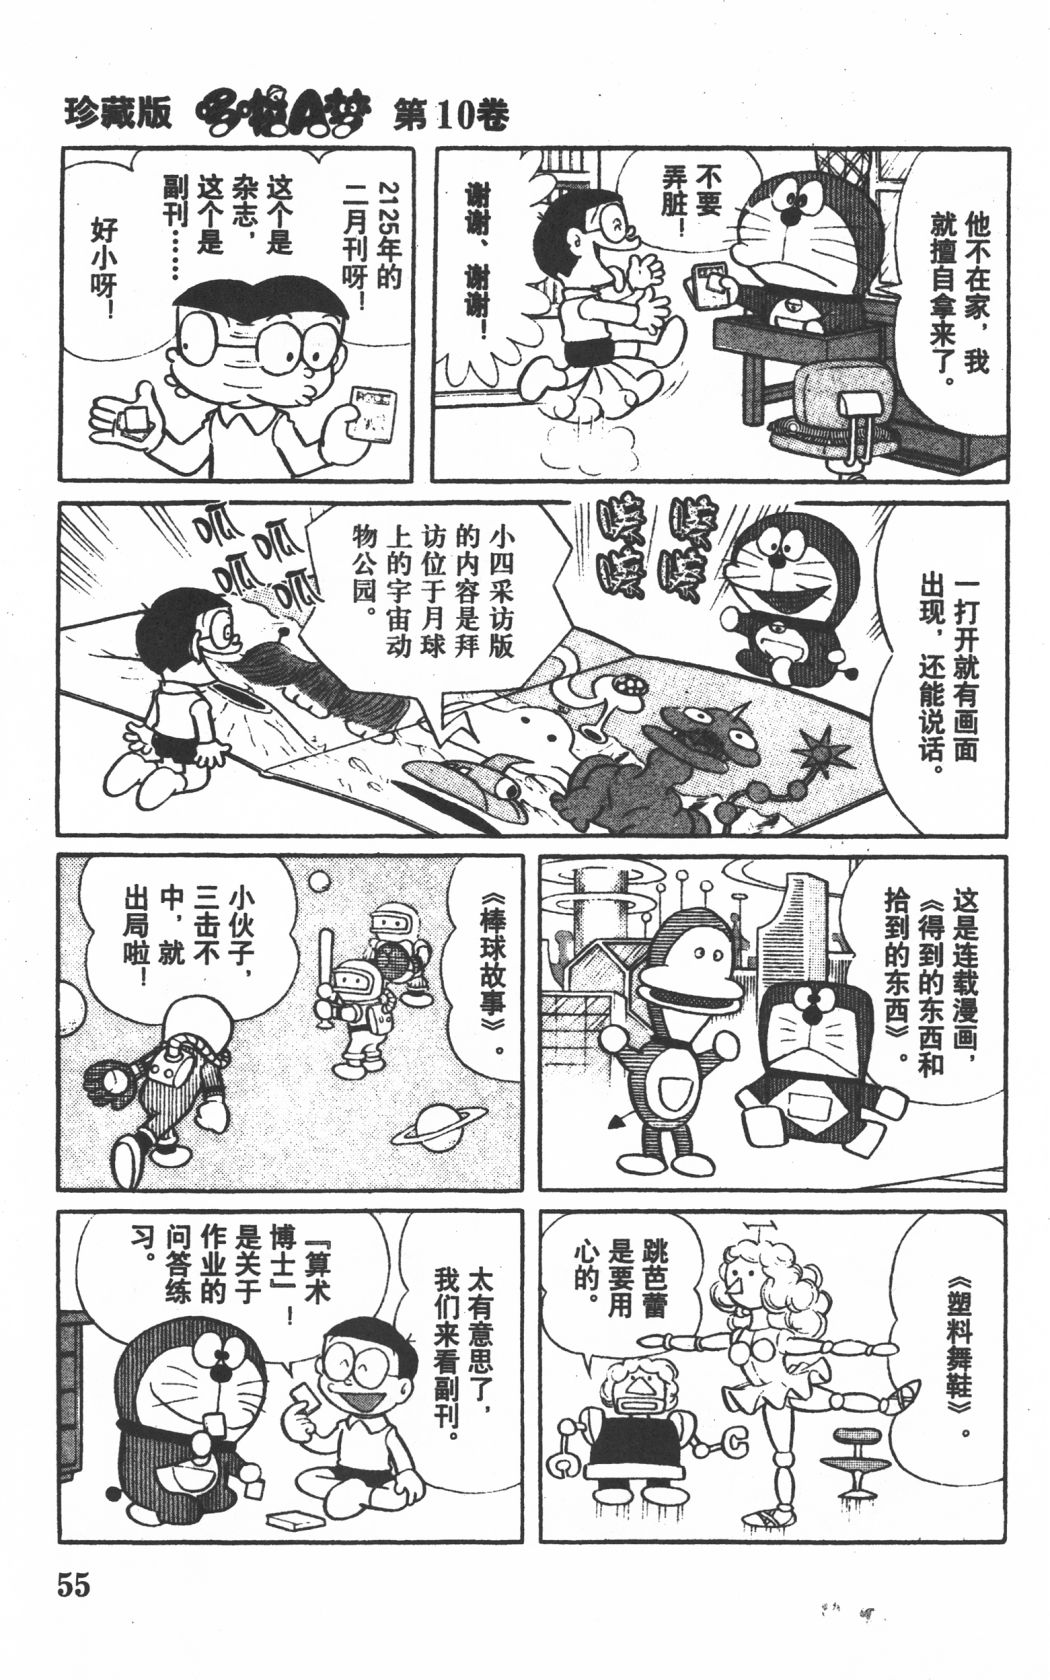 珍藏版 哆啦A梦 第10卷
他不在家，我
就擅自拿来了。
不要
弄脏！
谢谢、谢谢！
2125年的
二月刊呀！
这个是
杂志，
这个是
副刊……
好小呀！
一打开就有画面
出现，还能说话。
小四采访版
的内容是拜
访位于月球
上的宇宙动
物公园。
呱
呱
呱
呱
这是连载漫画，
《得到的东西和
拾到的东西》。
《棒球故事》。
小伙子，
三击不
中，就
出局啦！
《塑料舞鞋》。
跳芭蕾
是要用
心的。
太有意思了，
我们来看副刊。
『算术
博士』！
是关于
作业的
问答练
习。
55